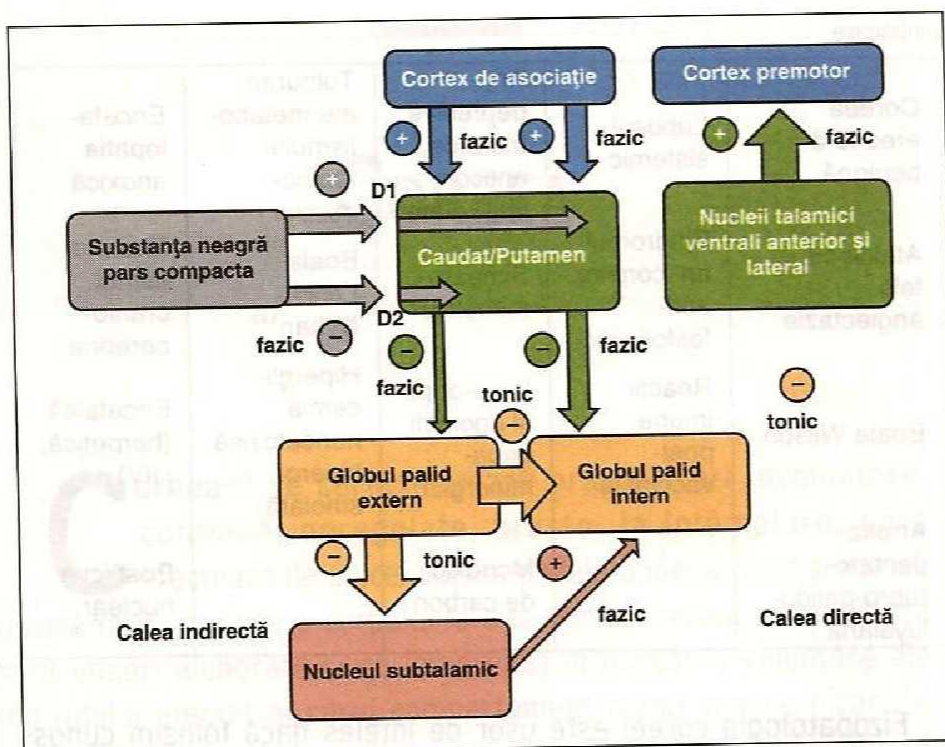 Cortex de asociație
Cortex premotor
+ fazic
+ fazic
+ fazic
+
D1
Substanța neagră
pars compacta
Caudat/Putamen
Nucleii talamici
ventrali anterior și
lateral
D2
fazic −
−
fazic
− fazic
tonic
−
−
tonic
Globul palid
extern
Globul palid
intern
− tonic
+
fazic
Calea indirectă
Calea directă
Nucleul subtalamic